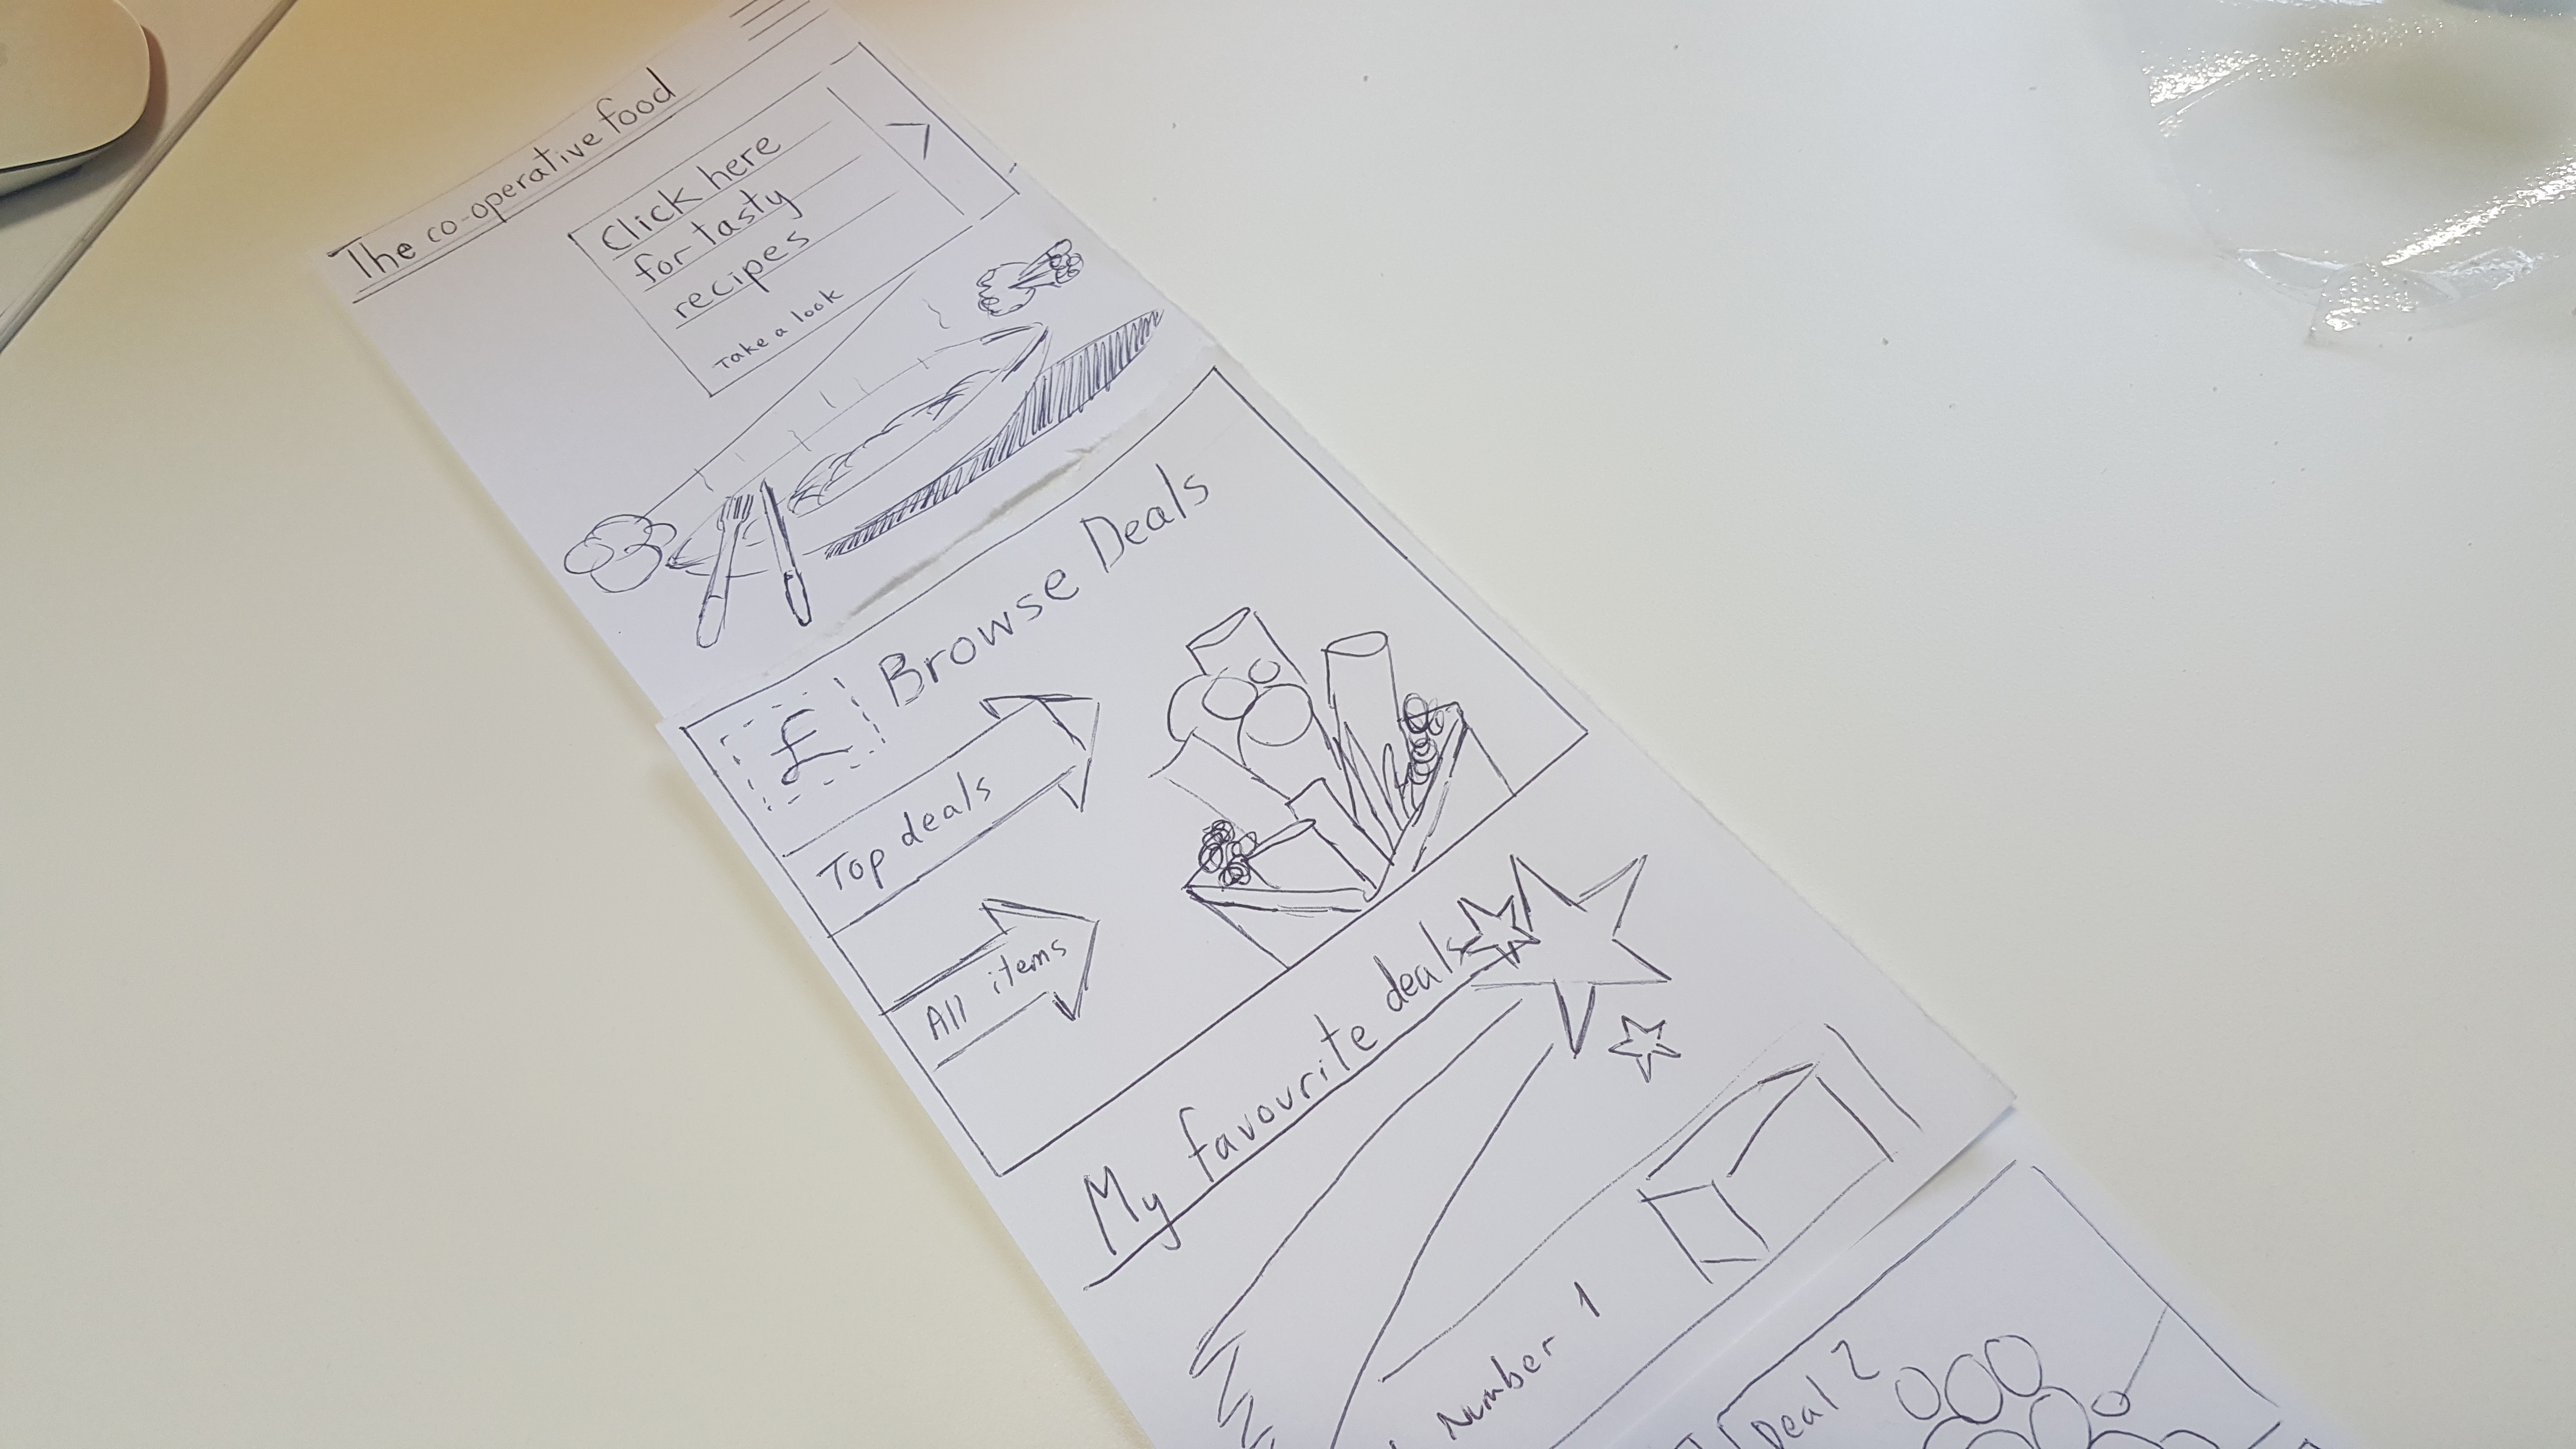 The co-operative food
Click here
for tasty
recipes
Take a look
£ Browse Deals
Top deals
All items
My favourite deals
Number 1
Deal 2